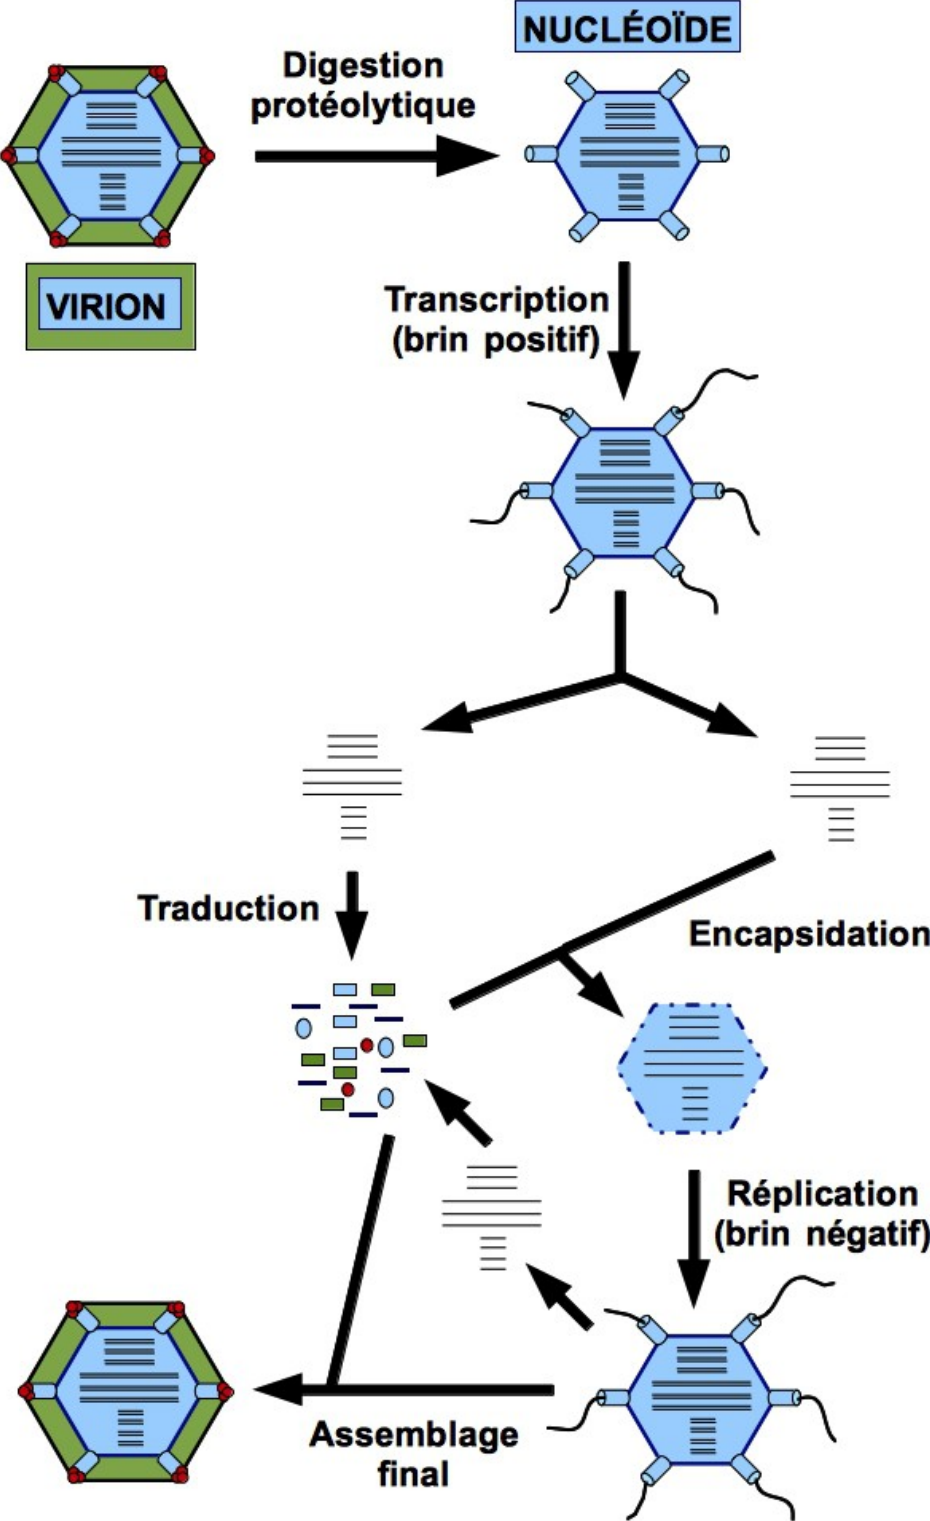 NUCLÉOÏDE
Digestion
protéolytique
VIRION
Transcription
(brin positif)
Traduction
Encapsidation
Réplication
(brin négatif)
Assemblage
final